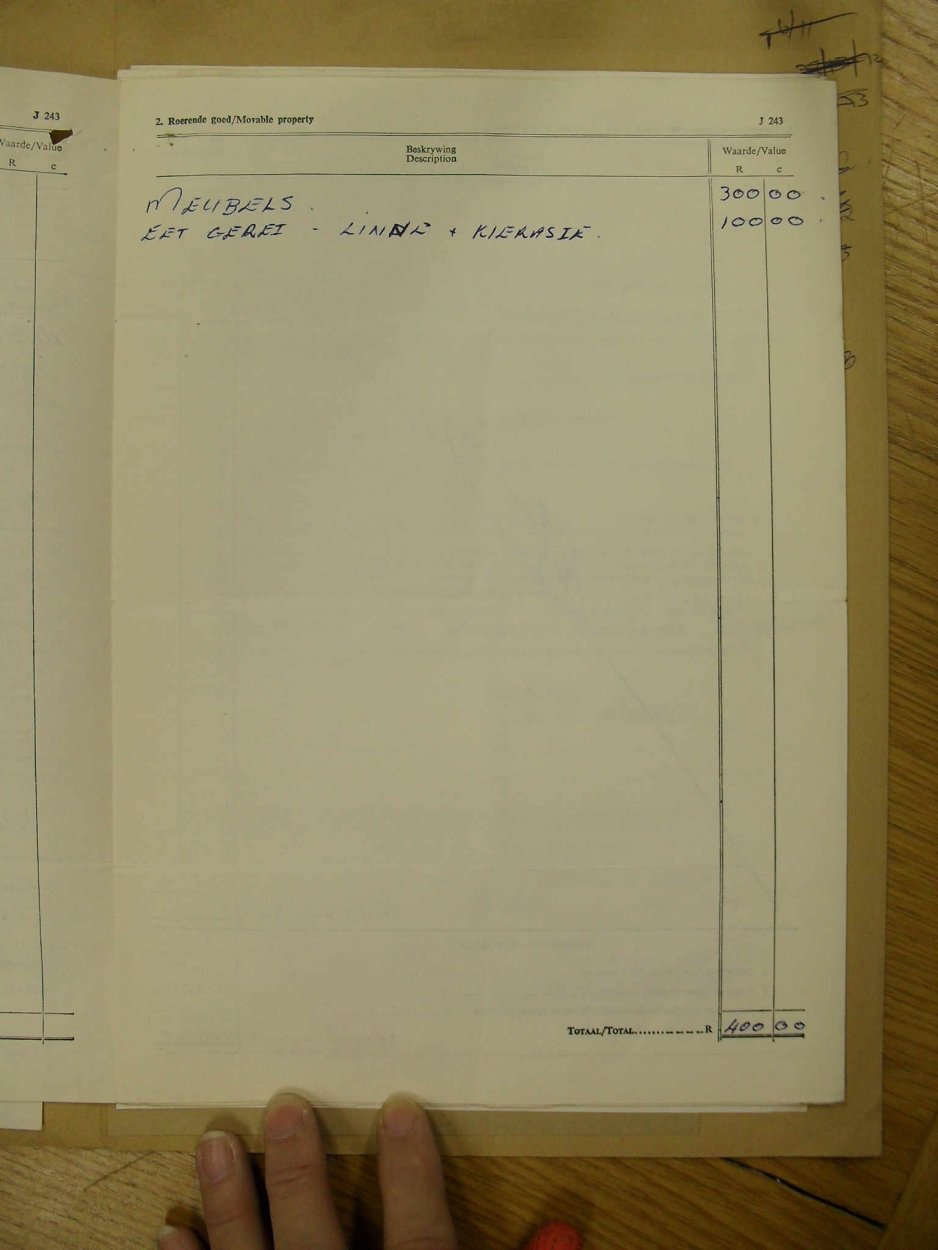 J 243
Waarde/Value
R c
2. Roerende goed/Movable property J 243
Beskrywing
Description
Waarde/Value
R c
MEUBELS. 300 00
EET GEREI - LINNE + KLERASIE. 100 00
TOTAAL/TOTAL R 400 00